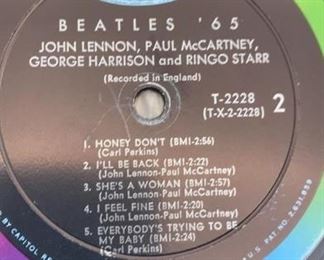 BEATLES '65
JOHN LENNON, PAUL McCARTNEY,
GEORGE HARRISON and RINGO STARR
(Recorded in England)
T-2228
(T-X-2-2228)
2
1. HONEY DON'T (BMI-2:56)
(Carl Perkins)
2. I'LL BE BACK (BMI-2:22)
(John Lennon-Paul McCartney)
3. SHE'S A WOMAN (BMI-2:57)
(John Lennon-Paul McCartney)
4. I FEEL FINE (BMI-2:20)
(John Lennon-Paul McCartney)
5. EVERYBODY'S TRYING TO BE
MY BABY (BMI-2:24)
(Carl Perkins)
BY CAPITOL
U.S. PAT. NO. 2,631,859